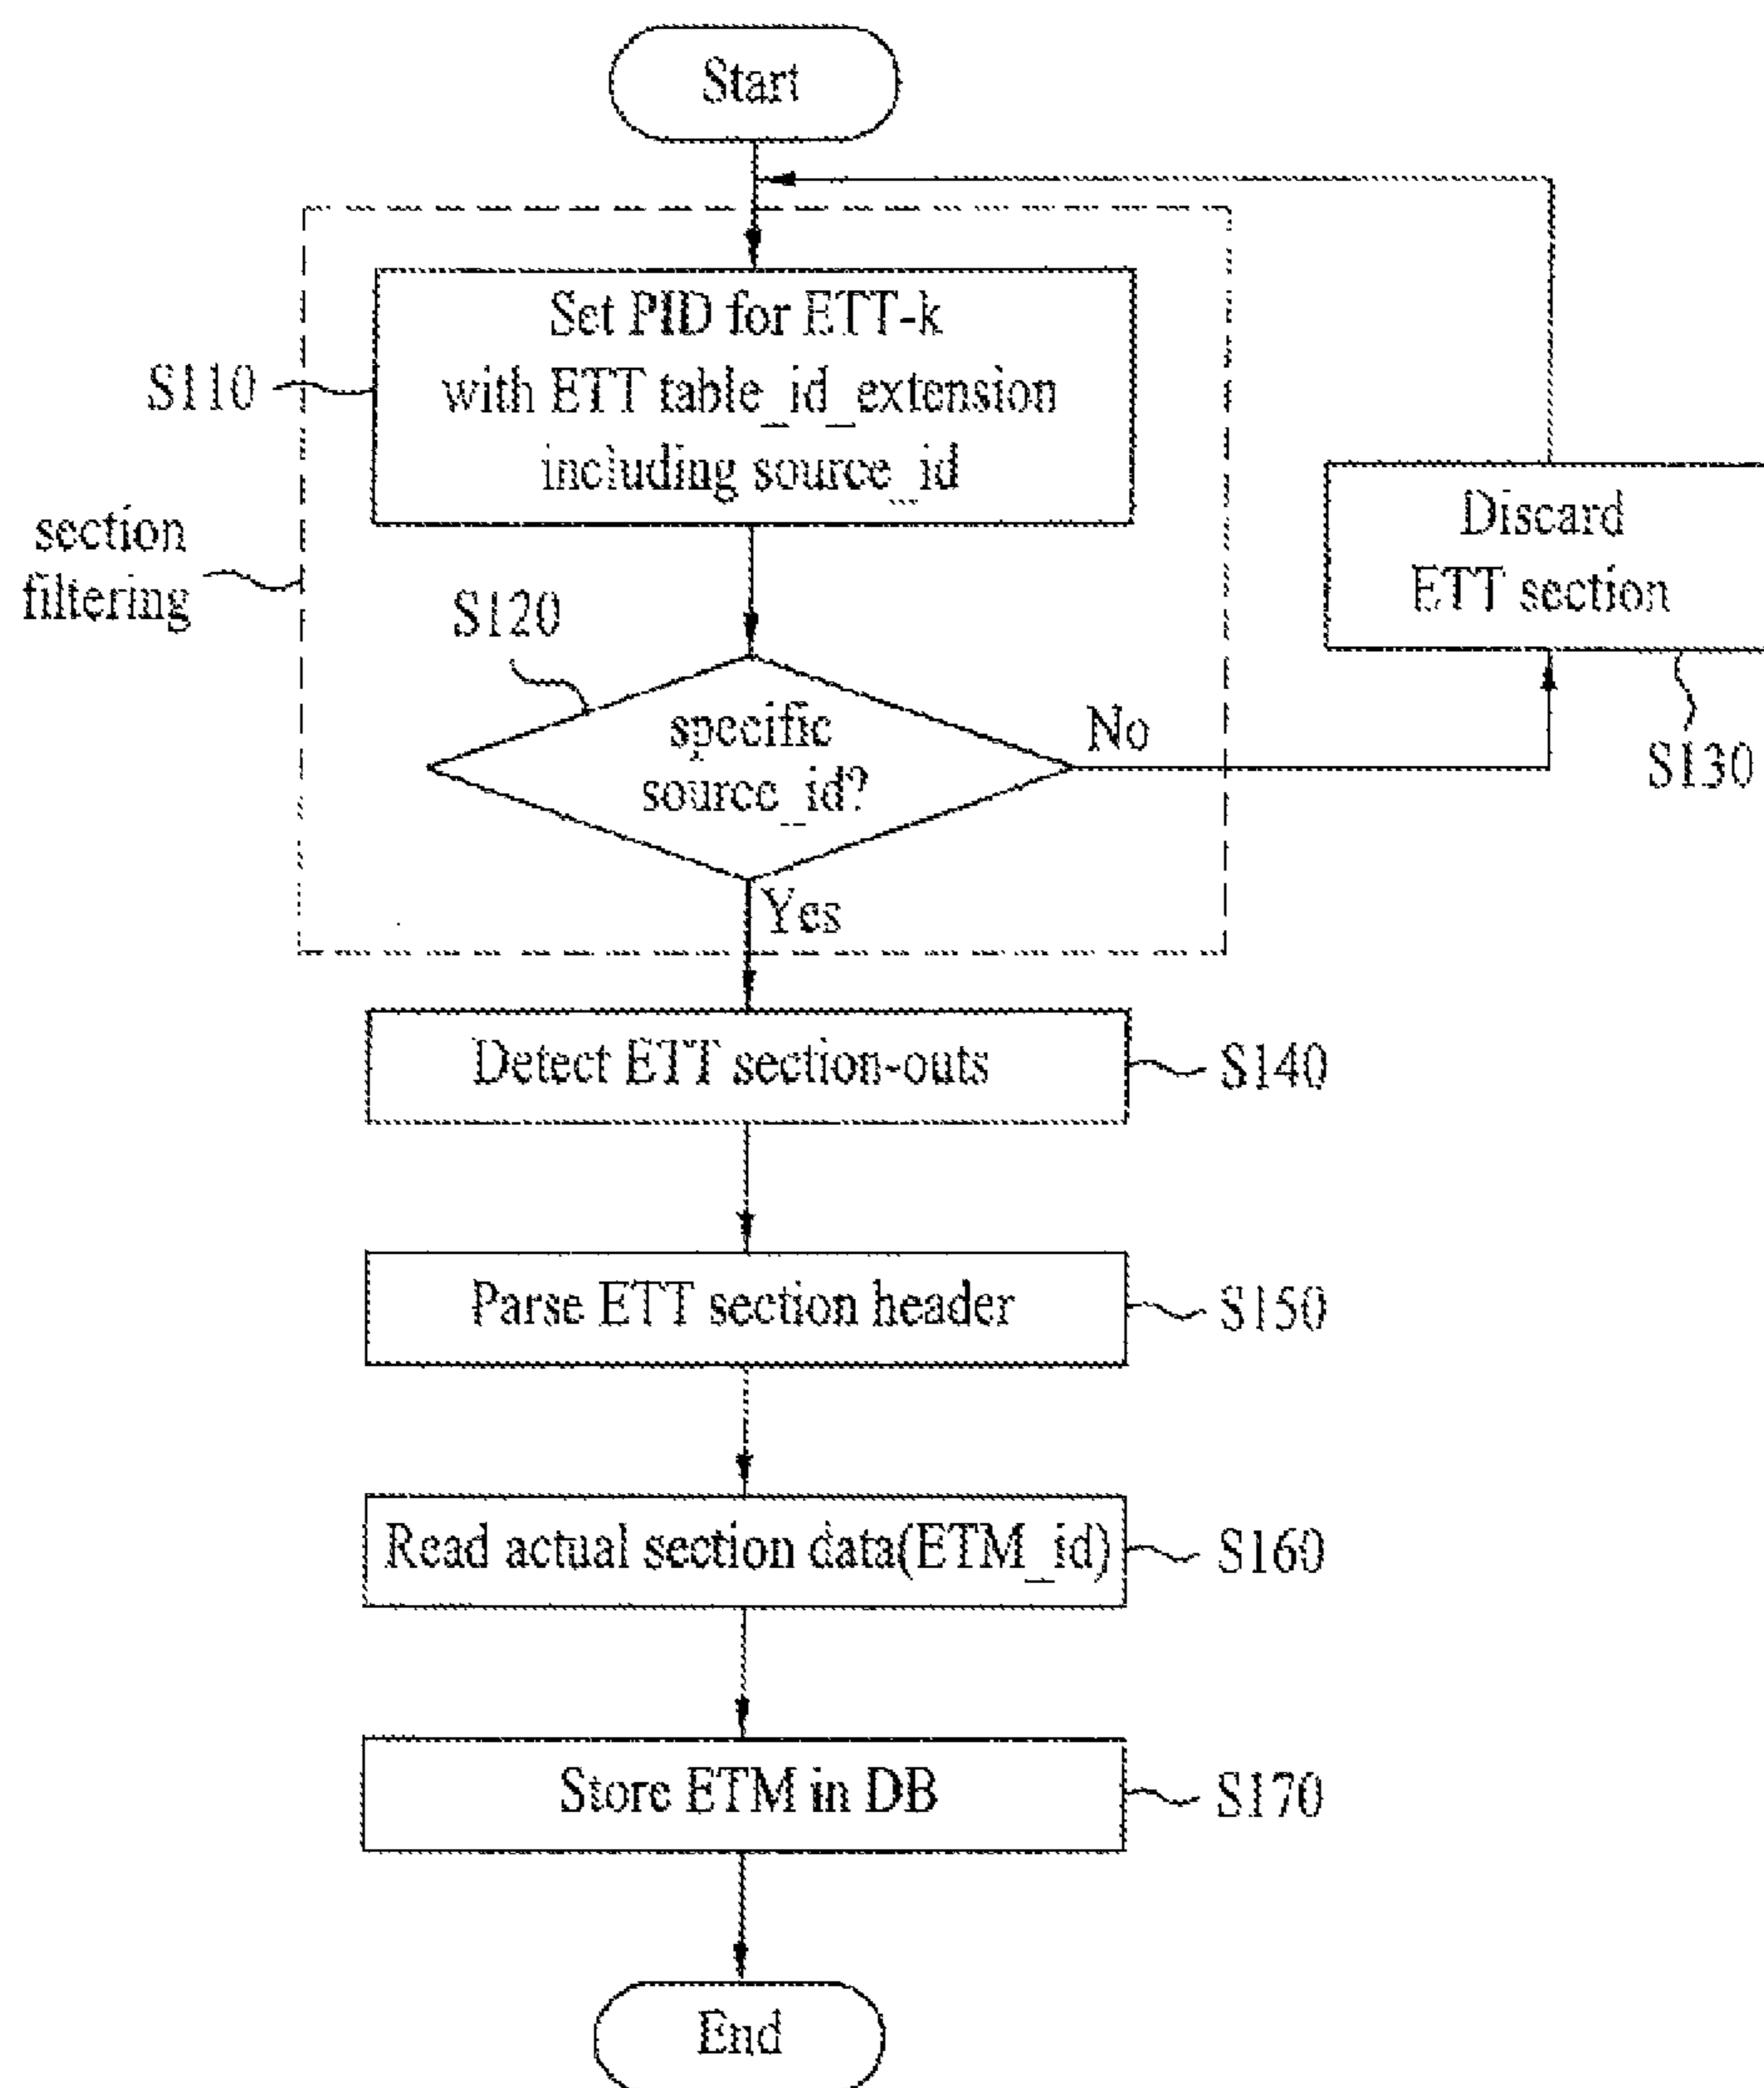 Start
Set PID for ETT-k
with ETT table_id_extension
including source_id
S110
section
filtering
Discard
ETT section
S130
S120
specific
source_id?
No
Yes
Detect ETT section-outs
S140
Parse ETT section header
S150
Read actual section data(ETM_id)
S160
Store ETM in DB
S170
End